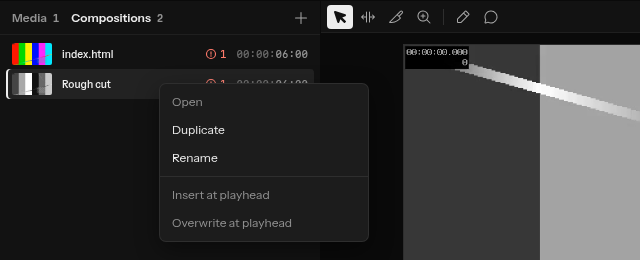 Media 1 Compositions 2
index.html 1 00:00:06:00
Rough cut 1
Open
Duplicate
Rename
Insert at playhead
Overwrite at playhead
00:00:00.000
0